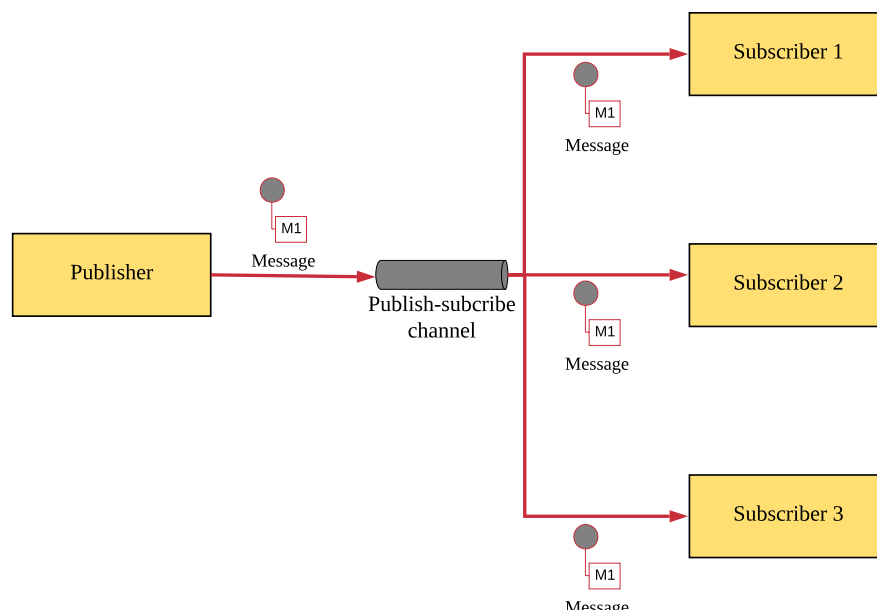 Subscriber 1
M1
Message
M1
Message
Publisher
Publish-subcribe
channel
Subscriber 2
M1
Message
Subscriber 3
M1
Message